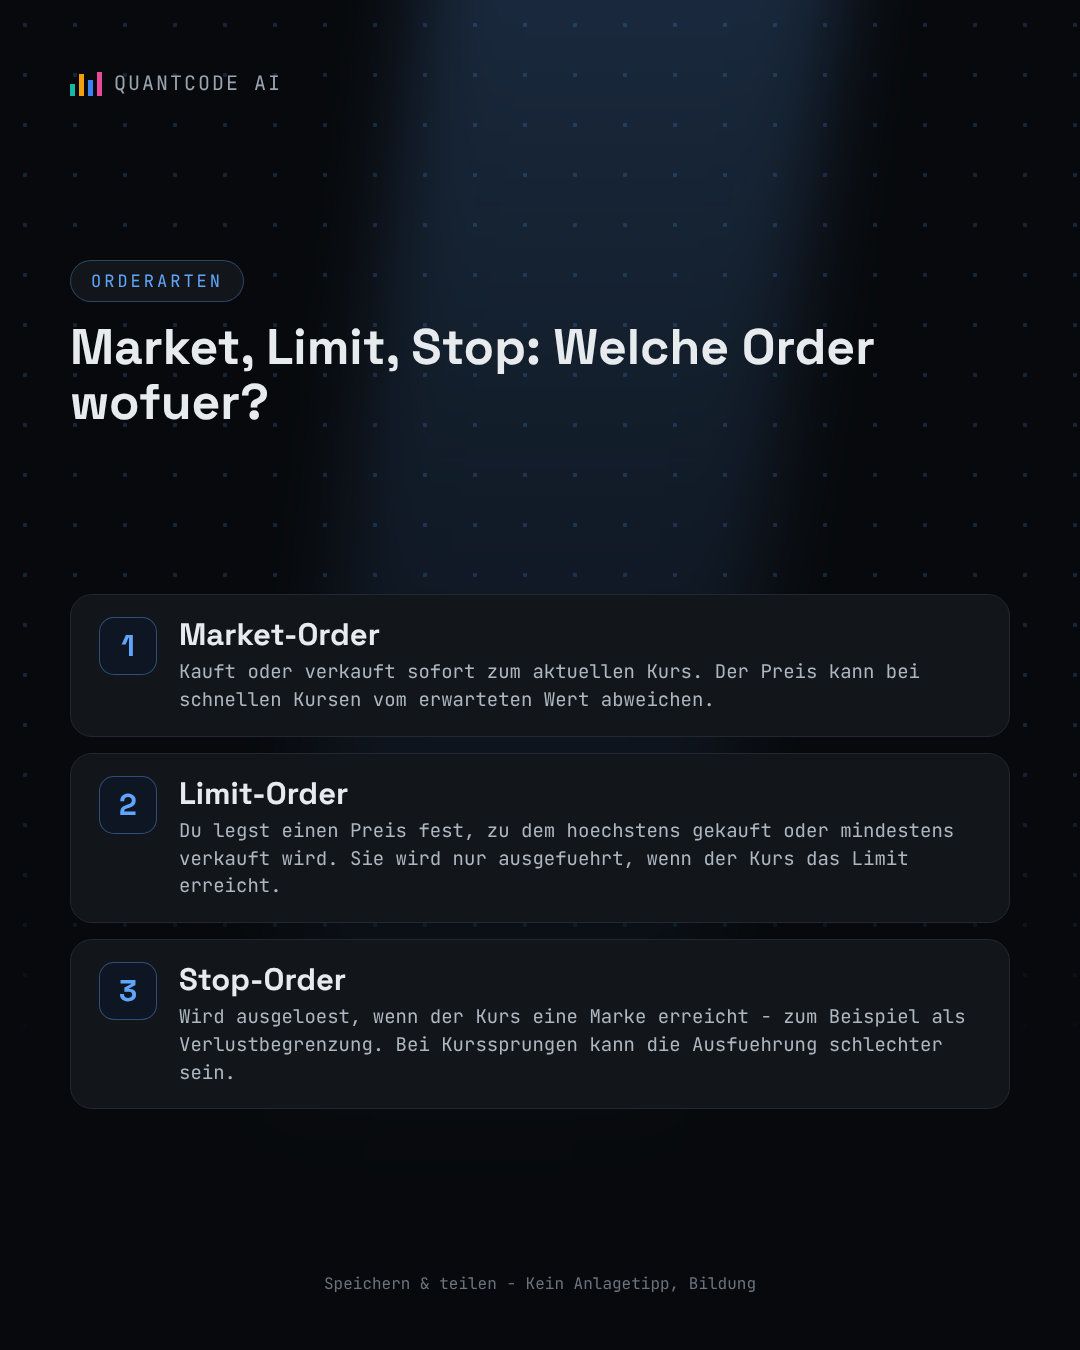 QUANTCODE AI
ORDERARTEN
Market, Limit, Stop: Welche Order
wofuer?
1
Market-Order
Kauft oder verkauft sofort zum aktuellen Kurs. Der Preis kann bei
schnellen Kursen vom erwarteten Wert abweichen.
2
Limit-Order
Du legst einen Preis fest, zu dem hoechstens gekauft oder mindestens
verkauft wird. Sie wird nur ausgefuehrt, wenn der Kurs das Limit
erreicht.
3
Stop-Order
Wird ausgeloest, wenn der Kurs eine Marke erreicht - zum Beispiel als
Verlustbegrenzung. Bei Kurssprungen kann die Ausfuehrung schlechter
sein.
Speichern & teilen - Kein Anlagetipp, Bildung